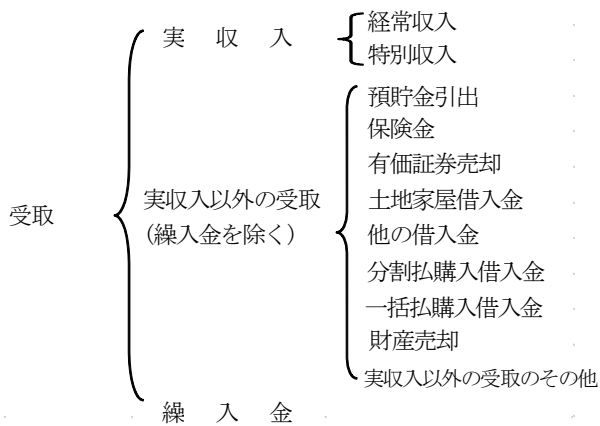 実収入
経常収入
特別収入
預貯金引出
保険金
有価証券売却
実収入以外の受取
土地家屋借入金
受取
(繰入金を除く)
他の借入金
分割払購入借入金
一括払購入借入金
財産売却
実収入以外の受取のその他
繰入金